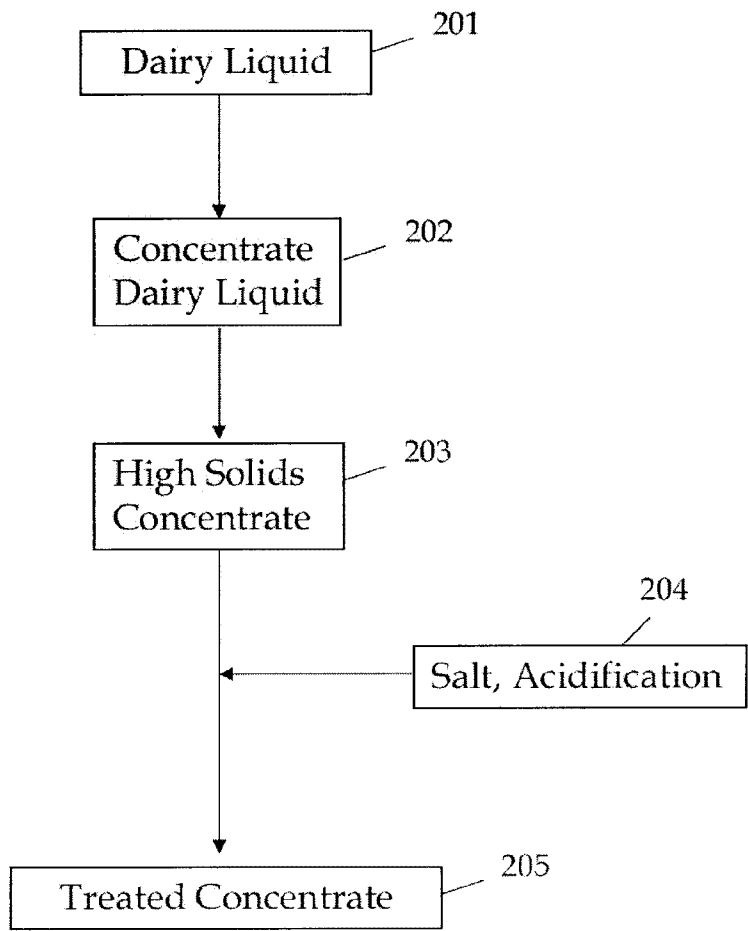 201
Dairy Liquid
202
Concentrate
Dairy Liquid
203
High Solids
Concentrate
204
Salt, Acidification
205
Treated Concentrate